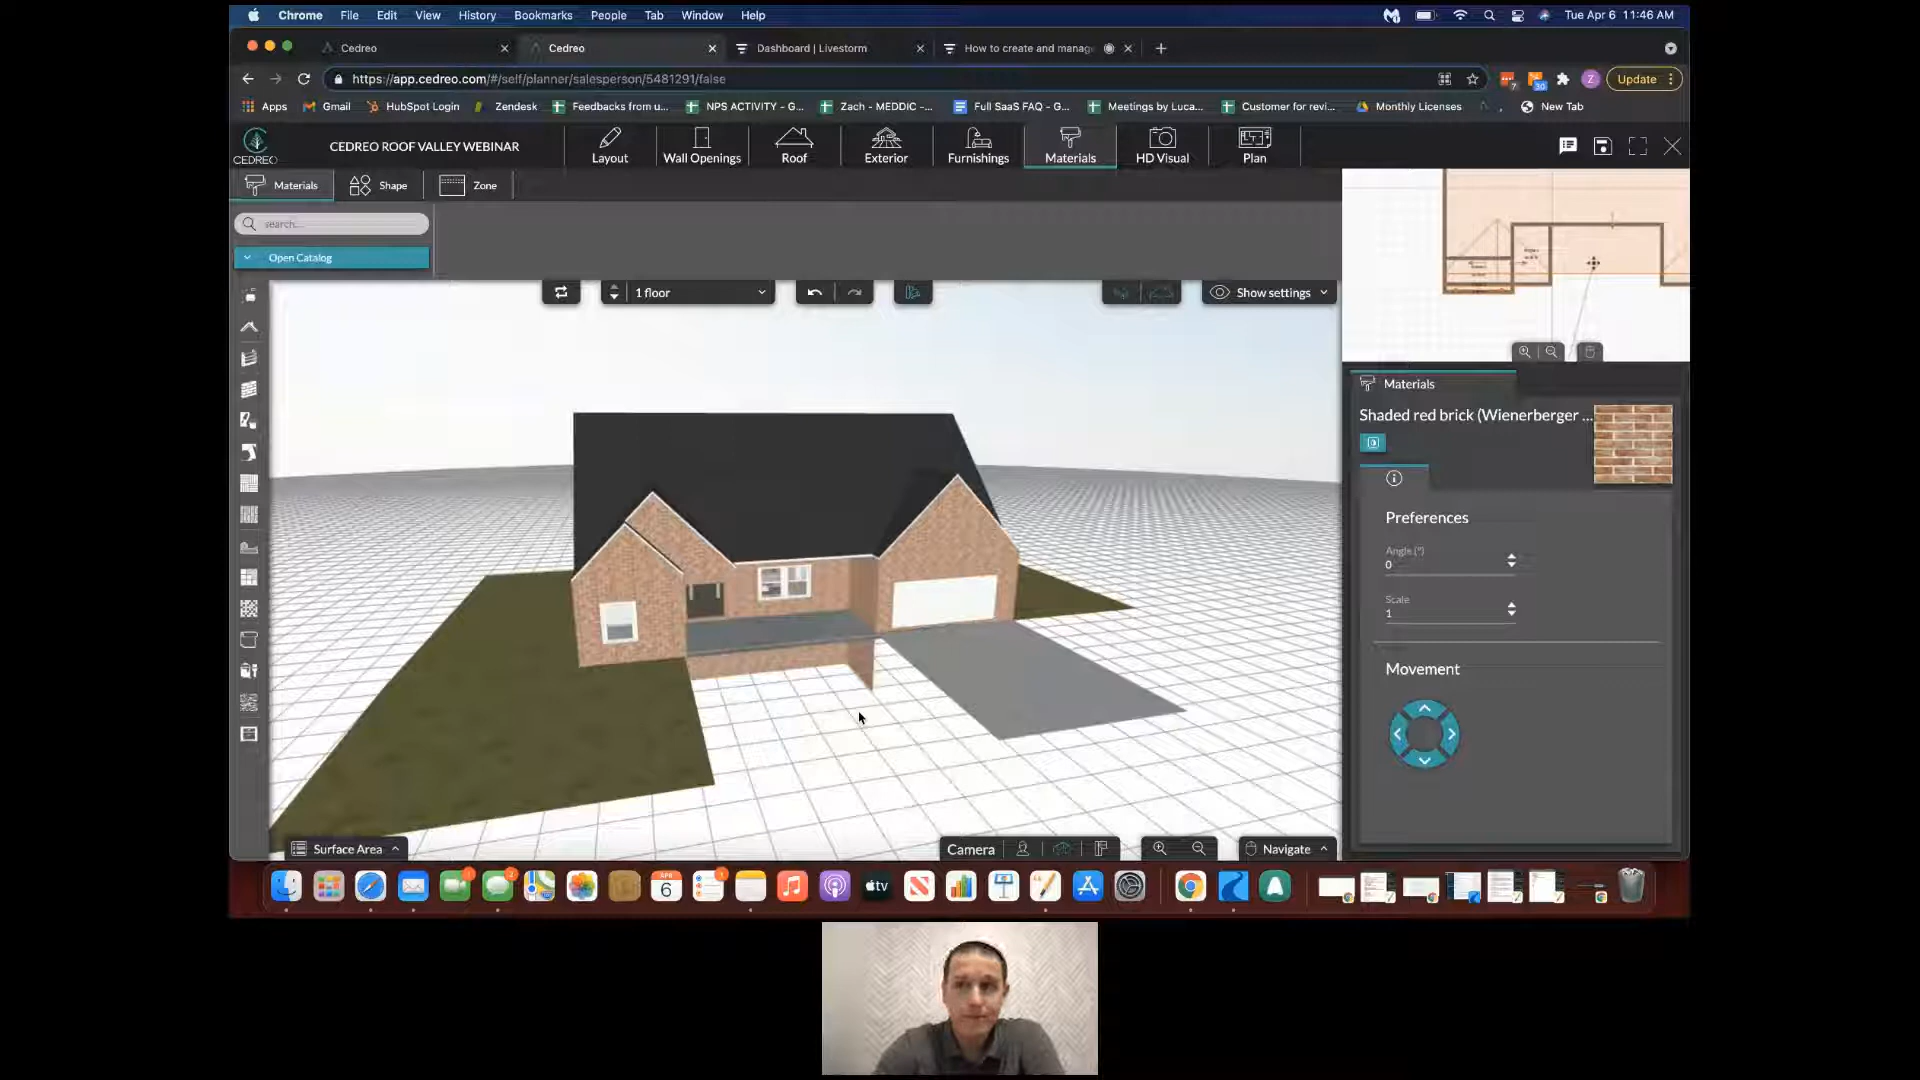 Chrome File Edit View History Bookmarks People Tab Window Help Tue Apr 6 11:46 AM
Cedreo Cedreo Dashboard | Livestorm How to create and manag
https://app.cedreo.com/#/self/planner/salesperson/5481291/false Update
Apps Gmail HubSpot Login Zendesk Feedbacks from u... NPS ACTIVITY - G... Zach - MEDDIC -... Full SaaS FAQ - G... Meetings by Luca... Customer for revi... Monthly Licenses New Tab
CEDREO
CEDREO ROOF VALLEY WEBINAR
Layout Wall Openings Roof Exterior Furnishings Materials HD Visual Plan
Materials Shape Zone
search...
Open Catalog
1 floor Show settings
Materials
Shaded red brick (Wienerberger ...
Preferences
Angle (°)
0
Scale
1
Movement
Surface Area Camera Navigate
APR
6
tv